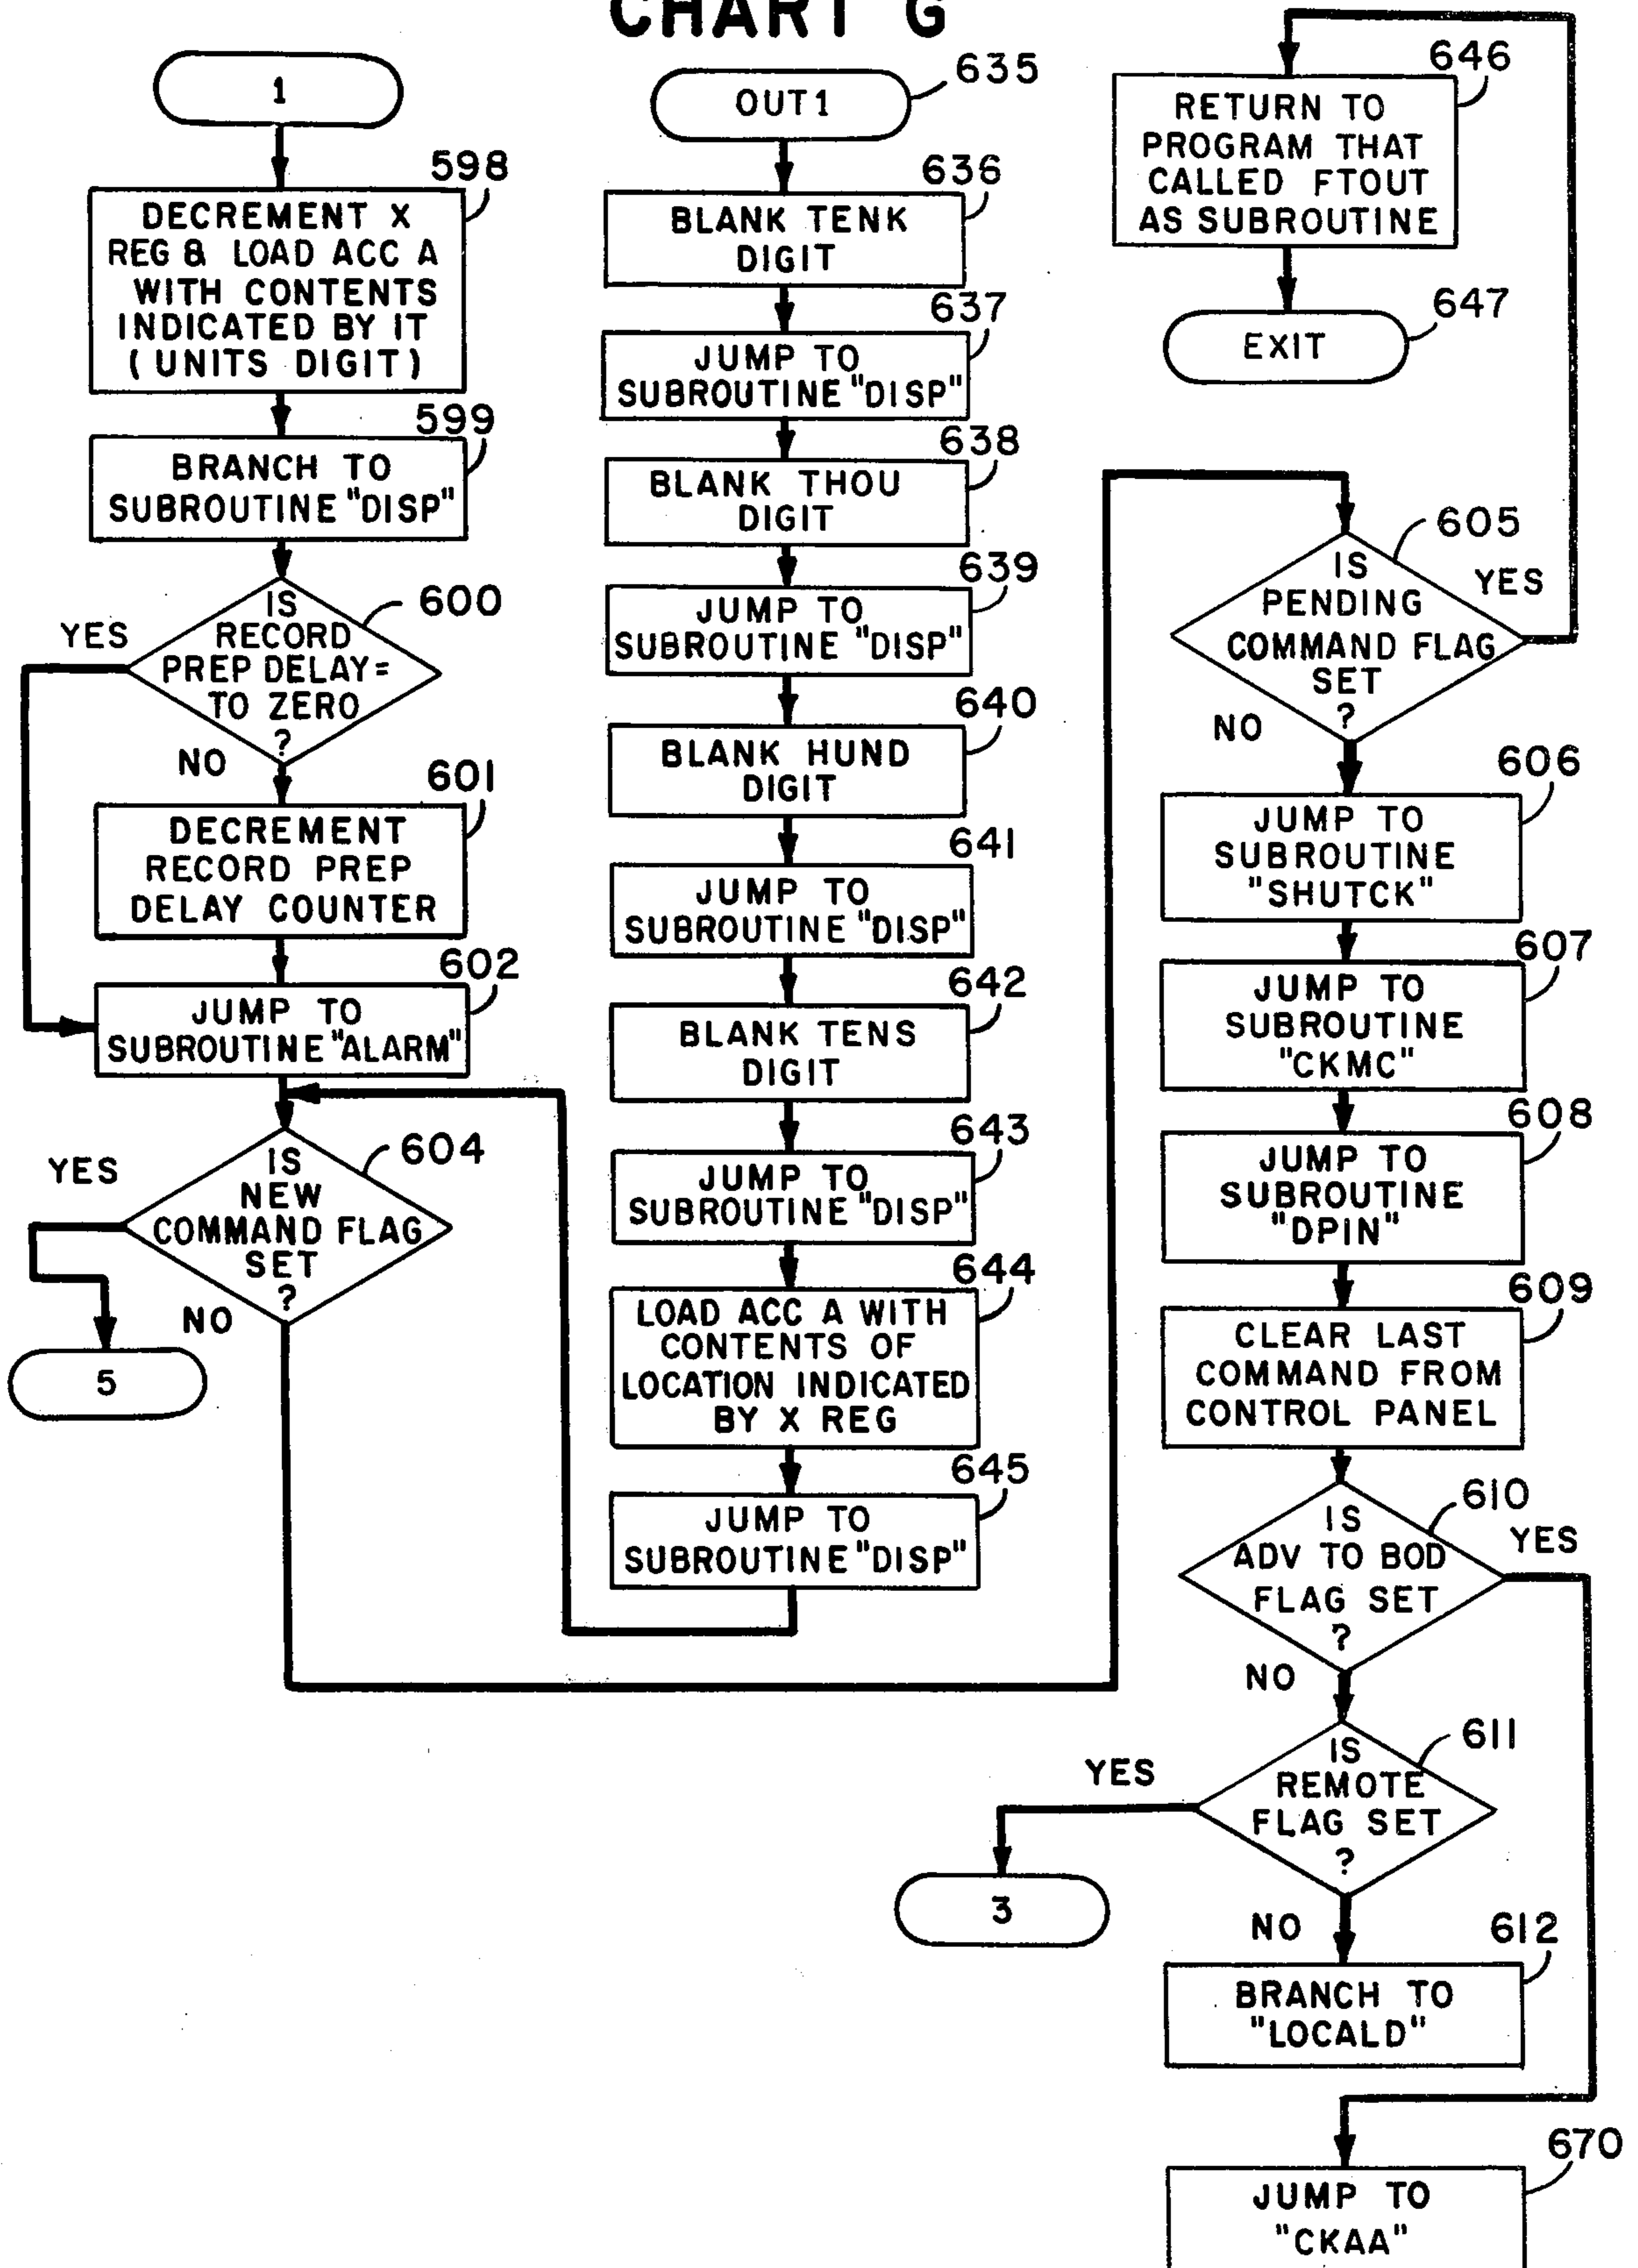 CHART G
1
598
DECREMENT X
REG & LOAD ACC A
WITH CONTENTS
INDICATED BY IT
(UNITS DIGIT)
599
BRANCH TO
SUBROUTINE "DISP"
600
IS
RECORD
PREP DELAY=
TO ZERO
?
YES
NO
601
DECREMENT
RECORD PREP
DELAY COUNTER
602
JUMP TO
SUBROUTINE "ALARM"
604
IS
NEW
COMMAND FLAG
SET
?
YES
NO
5
OUT1
635
636
BLANK TENK
DIGIT
637
JUMP TO
SUBROUTINE "DISP"
638
BLANK THOU
DIGIT
639
JUMP TO
SUBROUTINE "DISP"
640
BLANK HUND
DIGIT
641
JUMP TO
SUBROUTINE "DISP"
642
BLANK TENS
DIGIT
643
JUMP TO
SUBROUTINE "DISP"
644
LOAD ACC A WITH
CONTENTS OF
LOCATION INDICATED
BY X REG
645
JUMP TO
SUBROUTINE "DISP"
646
RETURN TO
PROGRAM THAT
CALLED FTOUT
AS SUBROUTINE
647
EXIT
605
IS
PENDING
COMMAND FLAG
SET
?
YES
NO
606
JUMP TO
SUBROUTINE
"SHUTCK"
607
JUMP TO
SUBROUTINE
"CKMC"
608
JUMP TO
SUBROUTINE
"DPIN"
609
CLEAR LAST
COMMAND FROM
CONTROL PANEL
610
IS
ADV TO BOD
FLAG SET
?
YES
NO
611
IS
REMOTE
FLAG SET
?
YES
NO
3
612
BRANCH TO
"LOCALD"
670
JUMP TO
"CKAA"